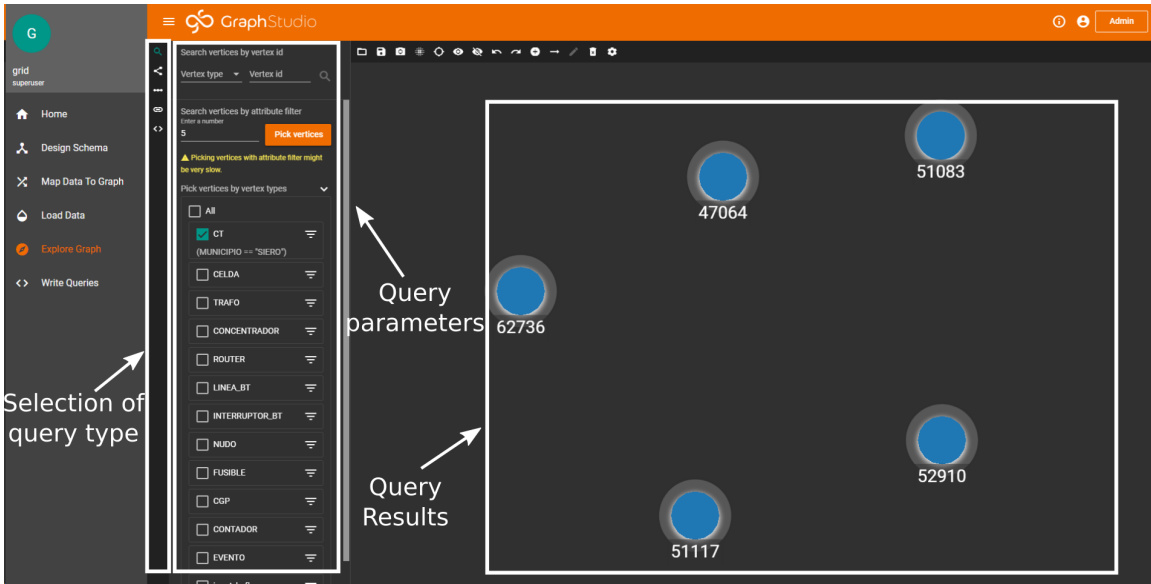 G
grid
superuser
Home
Design Schema
Map Data To Graph
Load Data
Explore Graph
Write Queries
GraphStudio
Admin
Search vertices by vertex id
Vertex type
Vertex id
Search vertices by attribute filter
Enter a number
5
Pick vertices
Picking vertices with attribute filter might
be very slow.
Pick vertices by vertex types
All
CT
(MUNICIPIO == "SIERO")
CELDA
TRAFO
CONCENTRADOR
ROUTER
LINEA_BT
INTERRUPTOR_BT
NUDO
FUSIBLE
CGP
CONTADOR
EVENTO
Selection of
query type
Query
parameters
Query
Results
51083
47064
62736
52910
51117